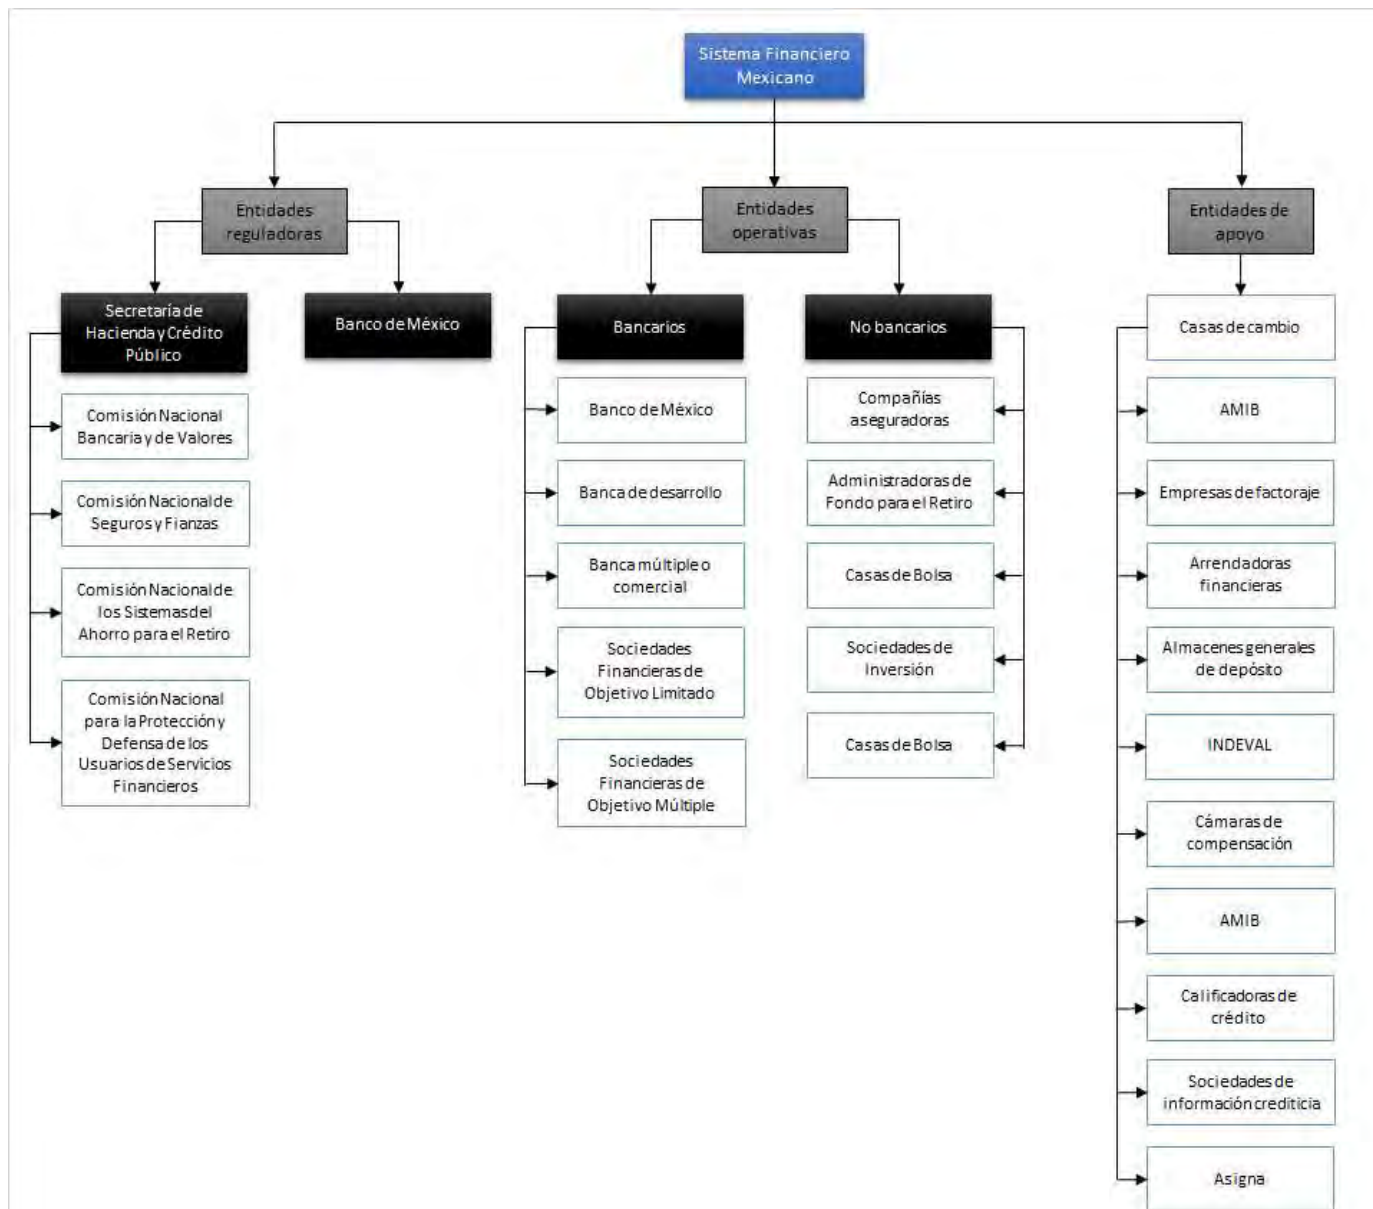 Sistema Financiero
Mexicano
Entidades
reguladoras
Entidades
operativas
Entidades de
apoyo
Secretaría de
Hacienda y Crédito
Público
Banco de México
Bancarios
No bancarios
Casas de cambio
Comisión Nacional
Bancaria y de Valores
Comisión Nacional de
Seguros y Fianzas
Comisión Nacional de
los Sistemas del
Ahorro para el Retiro
Comisión Nacional
para la Protección y
Defensa de los
Usuarios de Servicios
Financieros
Banco de México
Banca de desarrollo
Banca múltiple o
comercial
Sociedades
Financieras de
Objetivo Limitado
Sociedades
Financieras de
Objetivo Múltiple
Compañías
aseguradoras
Administradoras de
Fondo para el Retiro
Casas de Bolsa
Sociedades de
Inversión
Casas de Bolsa
AMIB
Empresas de factoraje
Arrendadoras
financieras
Almacenes generales
de depósito
INDEVAL
Cámaras de
compensación
AMIB
Calificadoras de
crédito
Sociedades de
información crediticia
Asigna